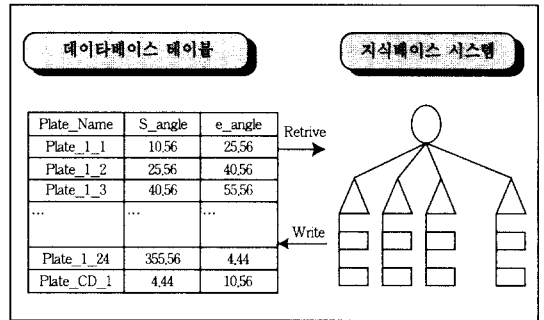 데이타베이스 테이블
지식베이스 시스템
Plate_Name S_angle e_angle
Plate_1_1 10,56 25,56
Plate_1_2 25,56 40,56
Plate_1_3 40,56 55,56
... ... ...
Plate_1_24 355,56 4,44
Plate_CD_1 4,44 10,56
Retrive
Write